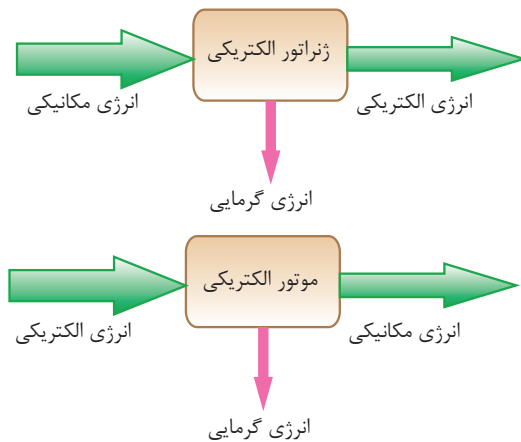 ژنراتور الکتریکی
انرژی مکانیکی
انرژی الکتریکی
انرژی گرمایی
موتور الکتریکی
انرژی الکتریکی
انرژی مکانیکی
انرژی گرمایی